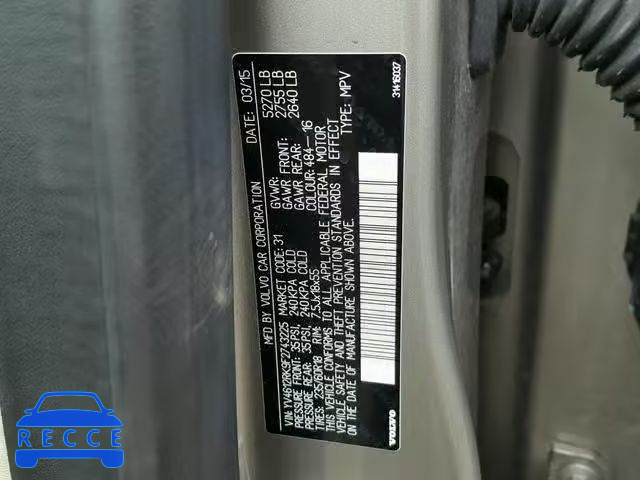 MFD BY VOLVO CAR CORPORATION DATE: 03/15
GVWR: 5270 LB
GAWR FRONT: 2755 LB
GAWR REAR: 2640 LB
VIN: YV4612RK3F2743225 MARKET CODE: 31 COLOUR: 484-16
PRESSURE FRONT: 35PSI, 240KPA COLD
PRESSURE REAR: 35PSI, 240KPA COLD
TIRES: 235/60R18 RIM: 7.5Jx18x55 TYPE: MPV
THIS VEHICLE CONFORMS TO ALL APPLICABLE FEDERAL MOTOR
VEHICLE SAFETY AND THEFT PREVENTION STANDARDS IN EFFECT
ON THE DATE OF MANUFACTURE SHOWN ABOVE.
VOLVO 31416037
RECCE